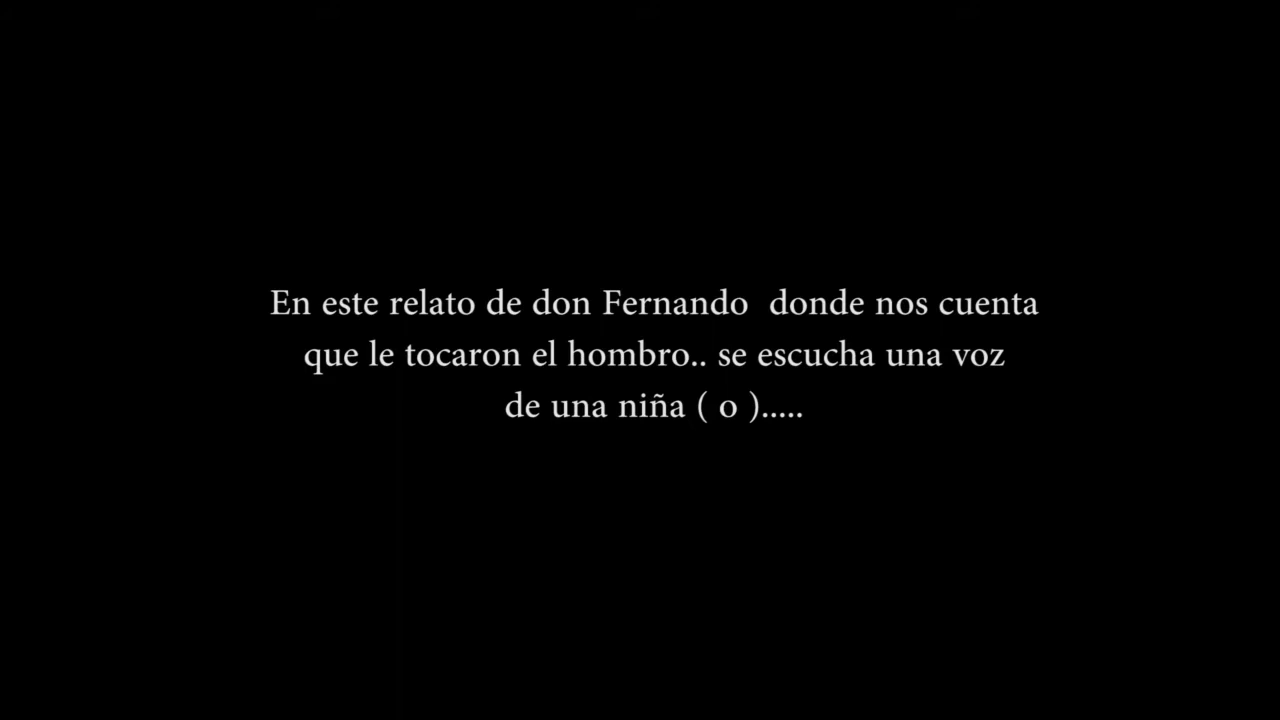 En este relato de don Fernando  donde nos cuenta
que le tocaron el hombro.. se escucha una voz
de una niña ( o ).....